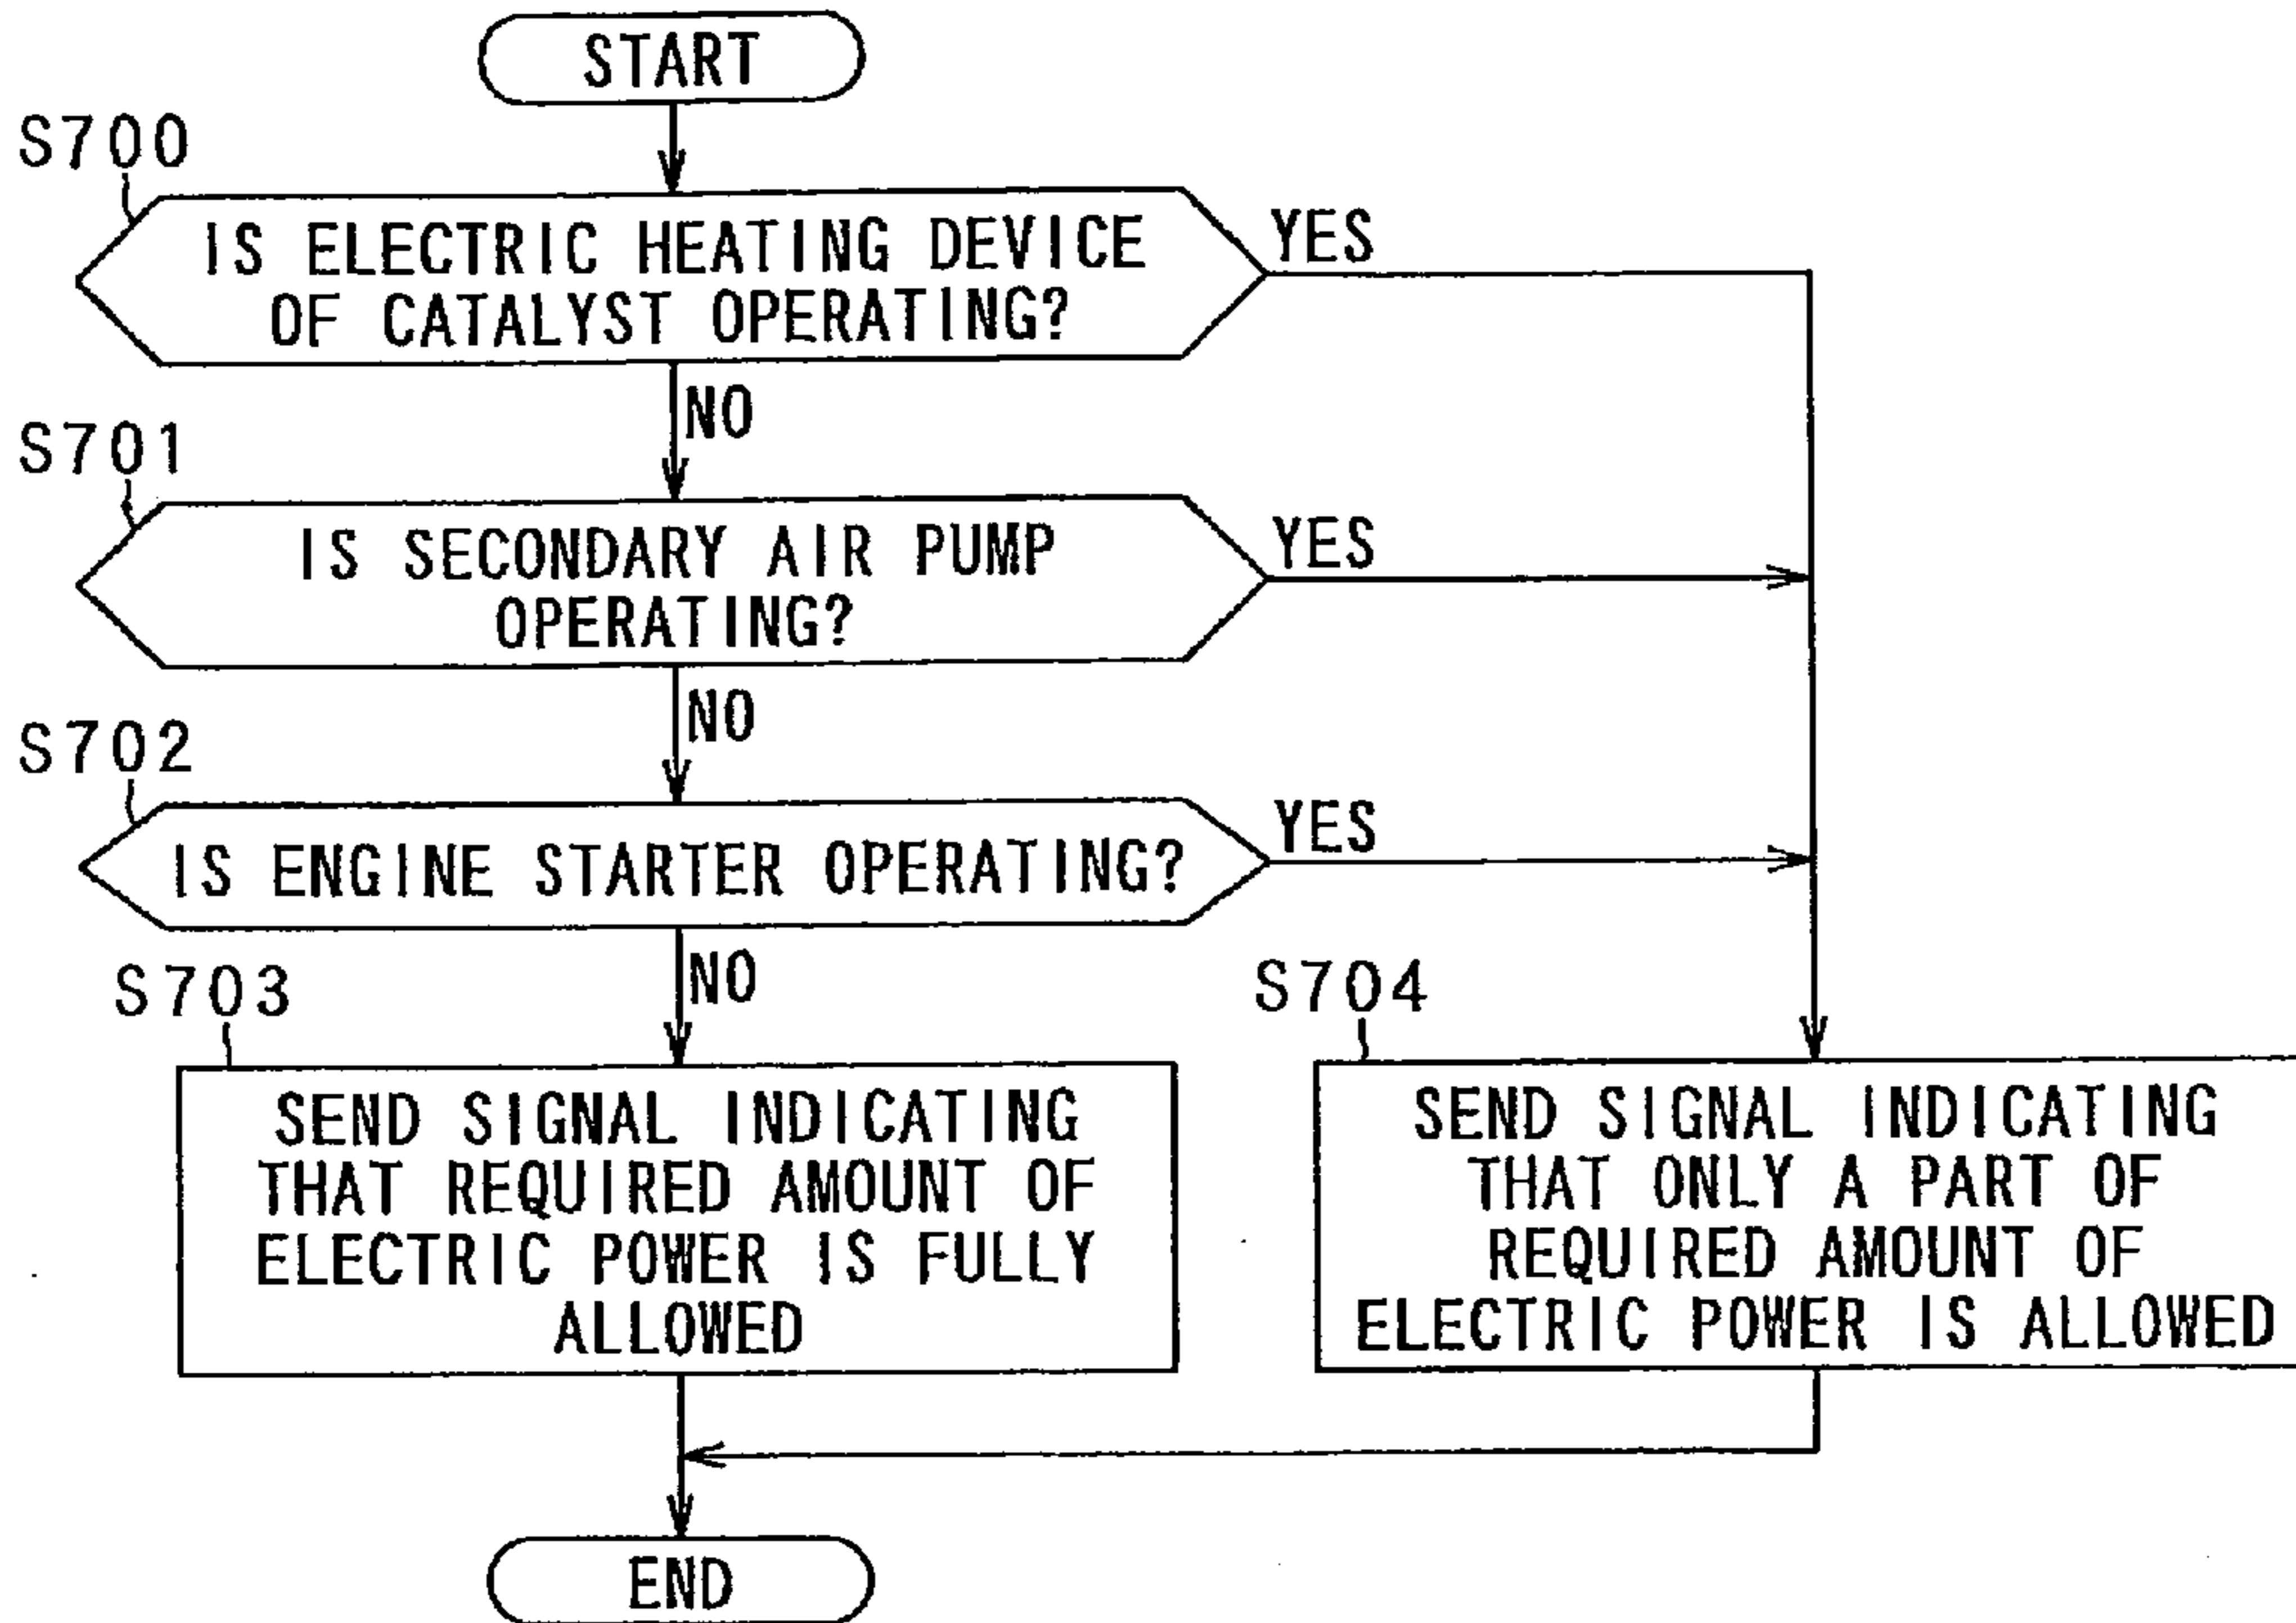 START
S700
IS ELECTRIC HEATING DEVICE
OF CATALYST OPERATING?
YES
NO
S701
IS SECONDARY AIR PUMP
OPERATING?
YES
NO
S702
IS ENGINE STARTER OPERATING?
YES
NO
S703
SEND SIGNAL INDICATING
THAT REQUIRED AMOUNT OF
ELECTRIC POWER IS FULLY
ALLOWED
S704
SEND SIGNAL INDICATING
THAT ONLY A PART OF
REQUIRED AMOUNT OF
ELECTRIC POWER IS ALLOWED
END